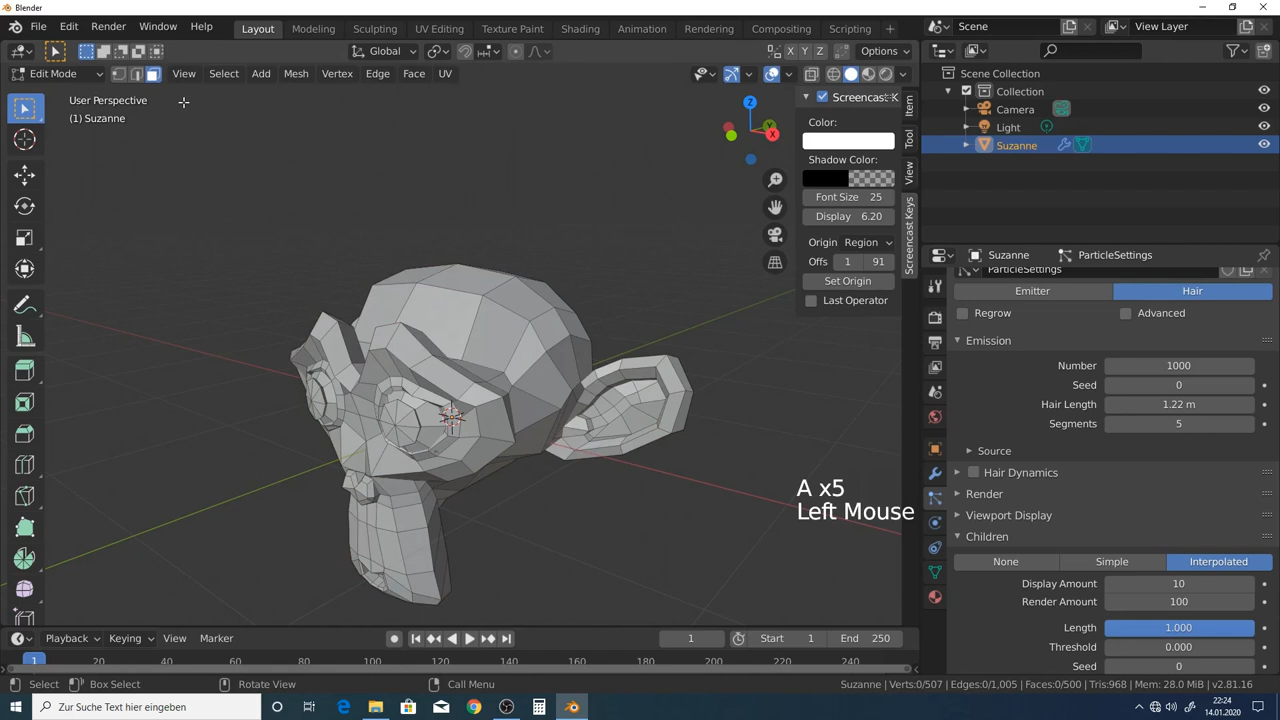 Blender
File Edit Render Window Help
Layout Modeling Sculpting UV Editing Texture Paint Shading Animation Rendering Compositing Scripting
Scene
View Layer
Global
X Y Z
Options
Edit Mode
View Select Add Mesh Vertex Edge Face UV
User Perspective
(1) Suzanne
Z
Y
X
Screencast K
Color:
Shadow Color:
Font Size 25
Display 6.20
Origin Region
Offs 1 91
Set Origin
Last Operator
Item
Tool
View
Screencast Keys
A x5
Left Mouse
Scene Collection
Collection
Camera
Light
Suzanne
Suzanne
ParticleSettings
ParticleSettings
Emitter Hair
Regrow Advanced
Emission
Number 1000
Seed 0
Hair Length 1.22 m
Segments 5
Source
Hair Dynamics
Render
Viewport Display
Children
None Simple Interpolated
Display Amount 10
Render Amount 100
Length 1.000
Threshold 0.000
Seed 0
Playback Keying View Marker
1
Start 1
End 250
1 20 40 60 80 100 120 140 160 180 200 220 240
Select Box Select Rotate View Call Menu
Suzanne | Verts:0/507 | Edges:0/1,005 | Faces:0/500 | Tris:968 | Mem: 28.0 MiB | v2.81.16
Zur Suche Text hier eingeben
22:24
14.01.2020